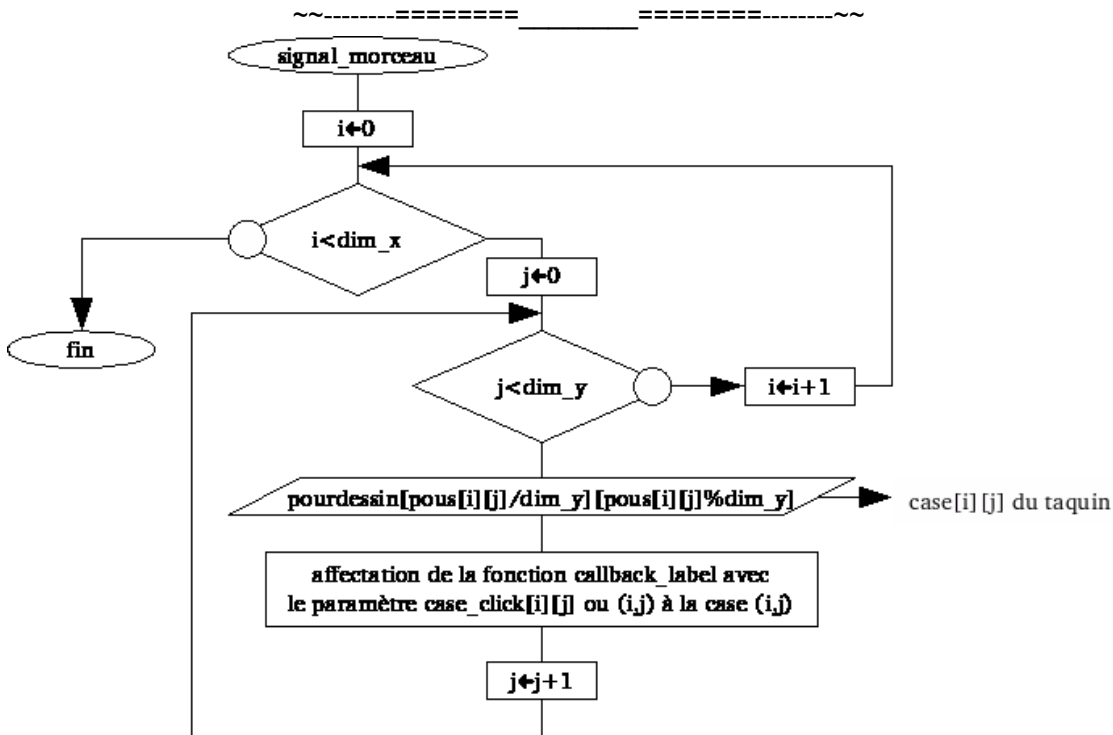 ~~--------========________========--------~~
signal_morceau
i←0
i<dim_x
j←0
fin
j<dim_y
i←i+1
pourdessin[pous[i][j]/dim_y][pous[i][j]%dim_y]
case[i][j] du taquin
affectation de la fonction callback_label avec
le paramètre case_click[i][j] ou (i,j) à la case (i,j)
j←j+1